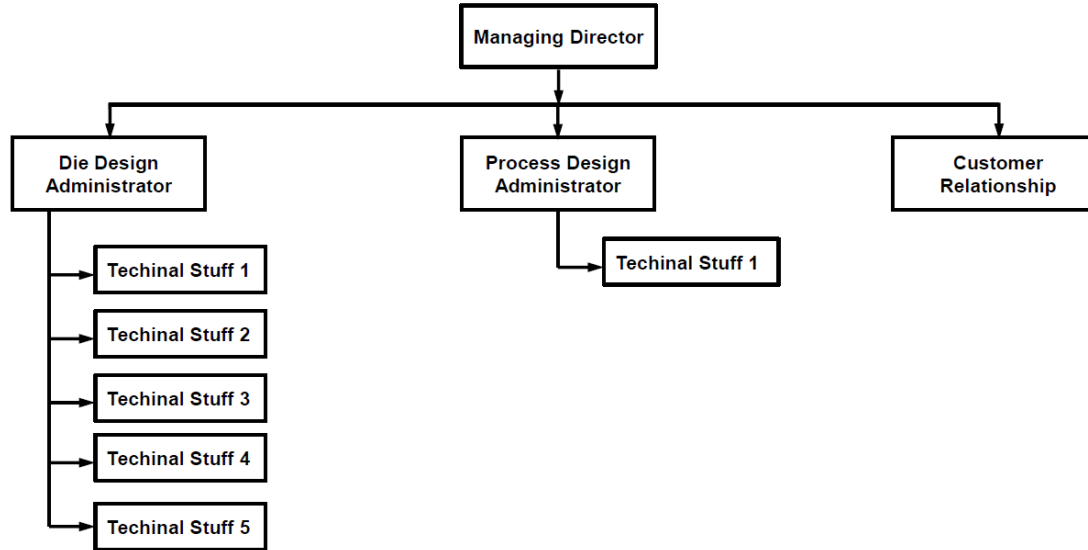 Managing Director
Die Design
Administrator
Process Design
Administrator
Customer
Relationship
Techinal Stuff 1
Techinal Stuff 2
Techinal Stuff 3
Techinal Stuff 4
Techinal Stuff 5
Techinal Stuff 1